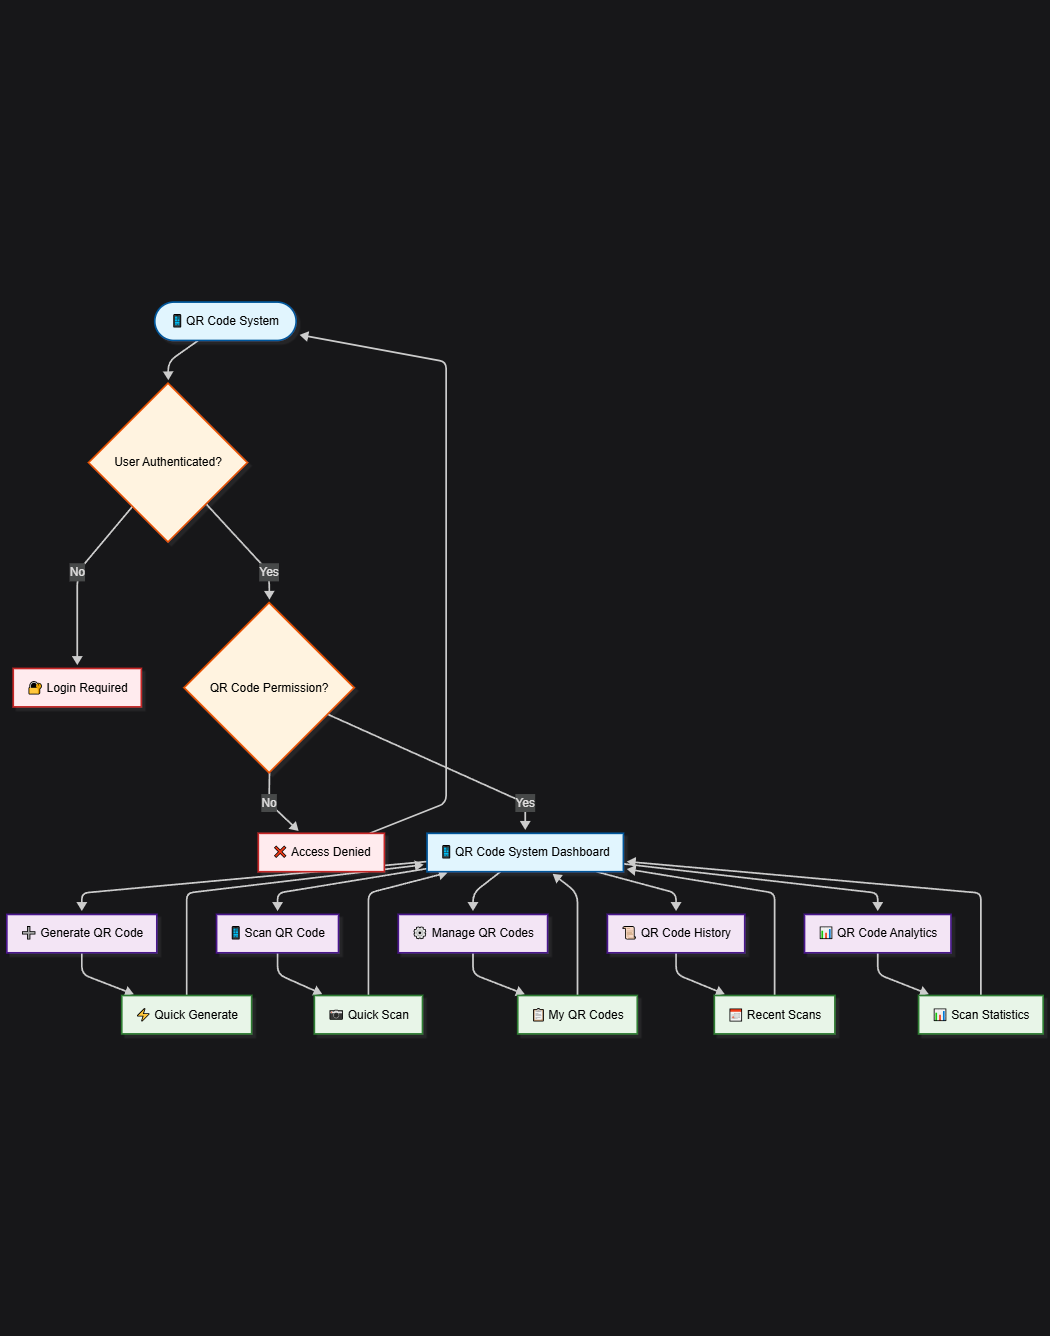 QR Code System
User Authenticated?
No
Yes
Login Required
QR Code Permission?
No
Yes
Access Denied
QR Code System Dashboard
Generate QR Code
Scan QR Code
Manage QR Codes
QR Code History
QR Code Analytics
Quick Generate
Quick Scan
My QR Codes
Recent Scans
Scan Statistics